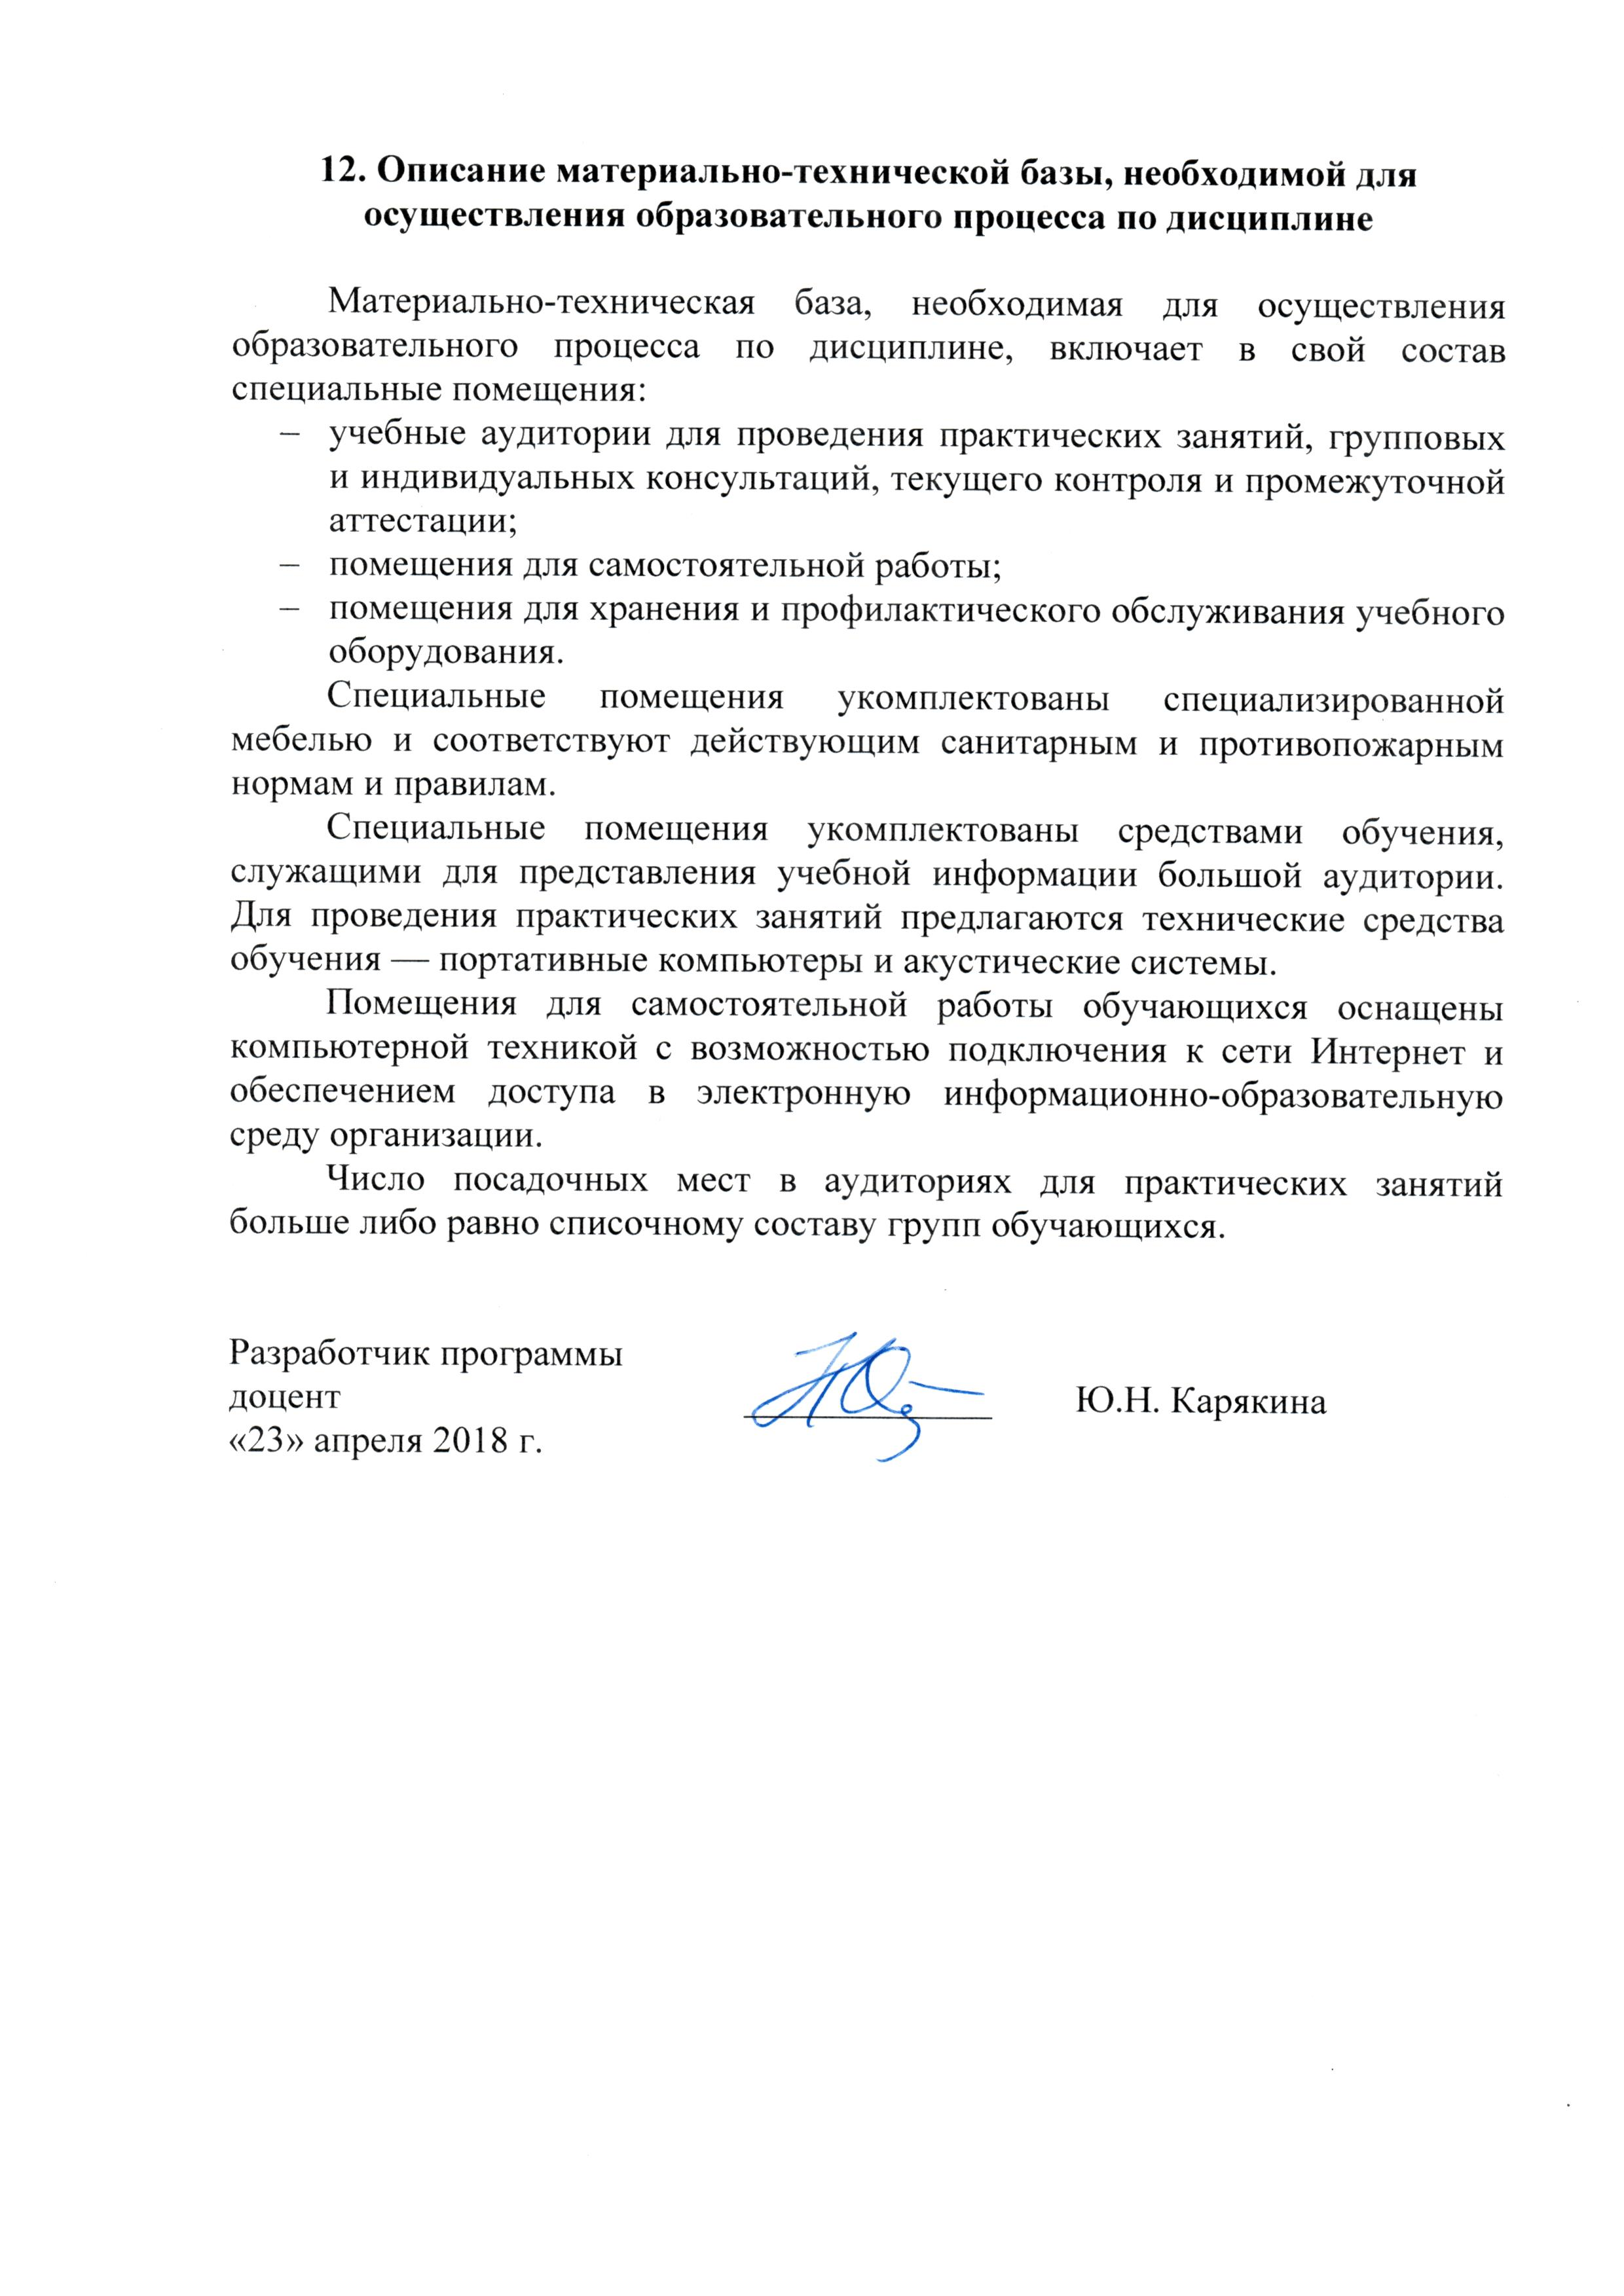 12. Описание материально-технической базы, необходимой для
осуществления образовательного процесса по дисциплине
Материально-техническая база, необходимая для осуществления
образовательного процесса по дисциплине, включает в свой состав
специальные помещения:
– учебные аудитории для проведения практических занятий, групповых
и индивидуальных консультаций, текущего контроля и промежуточной
аттестации;
– помещения для самостоятельной работы;
– помещения для хранения и профилактического обслуживания учебного
оборудования.
Специальные помещения укомплектованы специализированной
мебелью и соответствуют действующим санитарным и противопожарным
нормам и правилам.
Специальные помещения укомплектованы средствами обучения,
служащими для представления учебной информации большой аудитории.
Для проведения практических занятий предлагаются технические средства
обучения — портативные компьютеры и акустические системы.
Помещения для самостоятельной работы обучающихся оснащены
компьютерной техникой с возможностью подключения к сети Интернет и
обеспечением доступа в электронную информационно-образовательную
среду организации.
Число посадочных мест в аудиториях для практических занятий
больше либо равно списочному составу групп обучающихся.
Разработчик программы
доцент Ю.Н. Карякина
«23» апреля 2018 г.